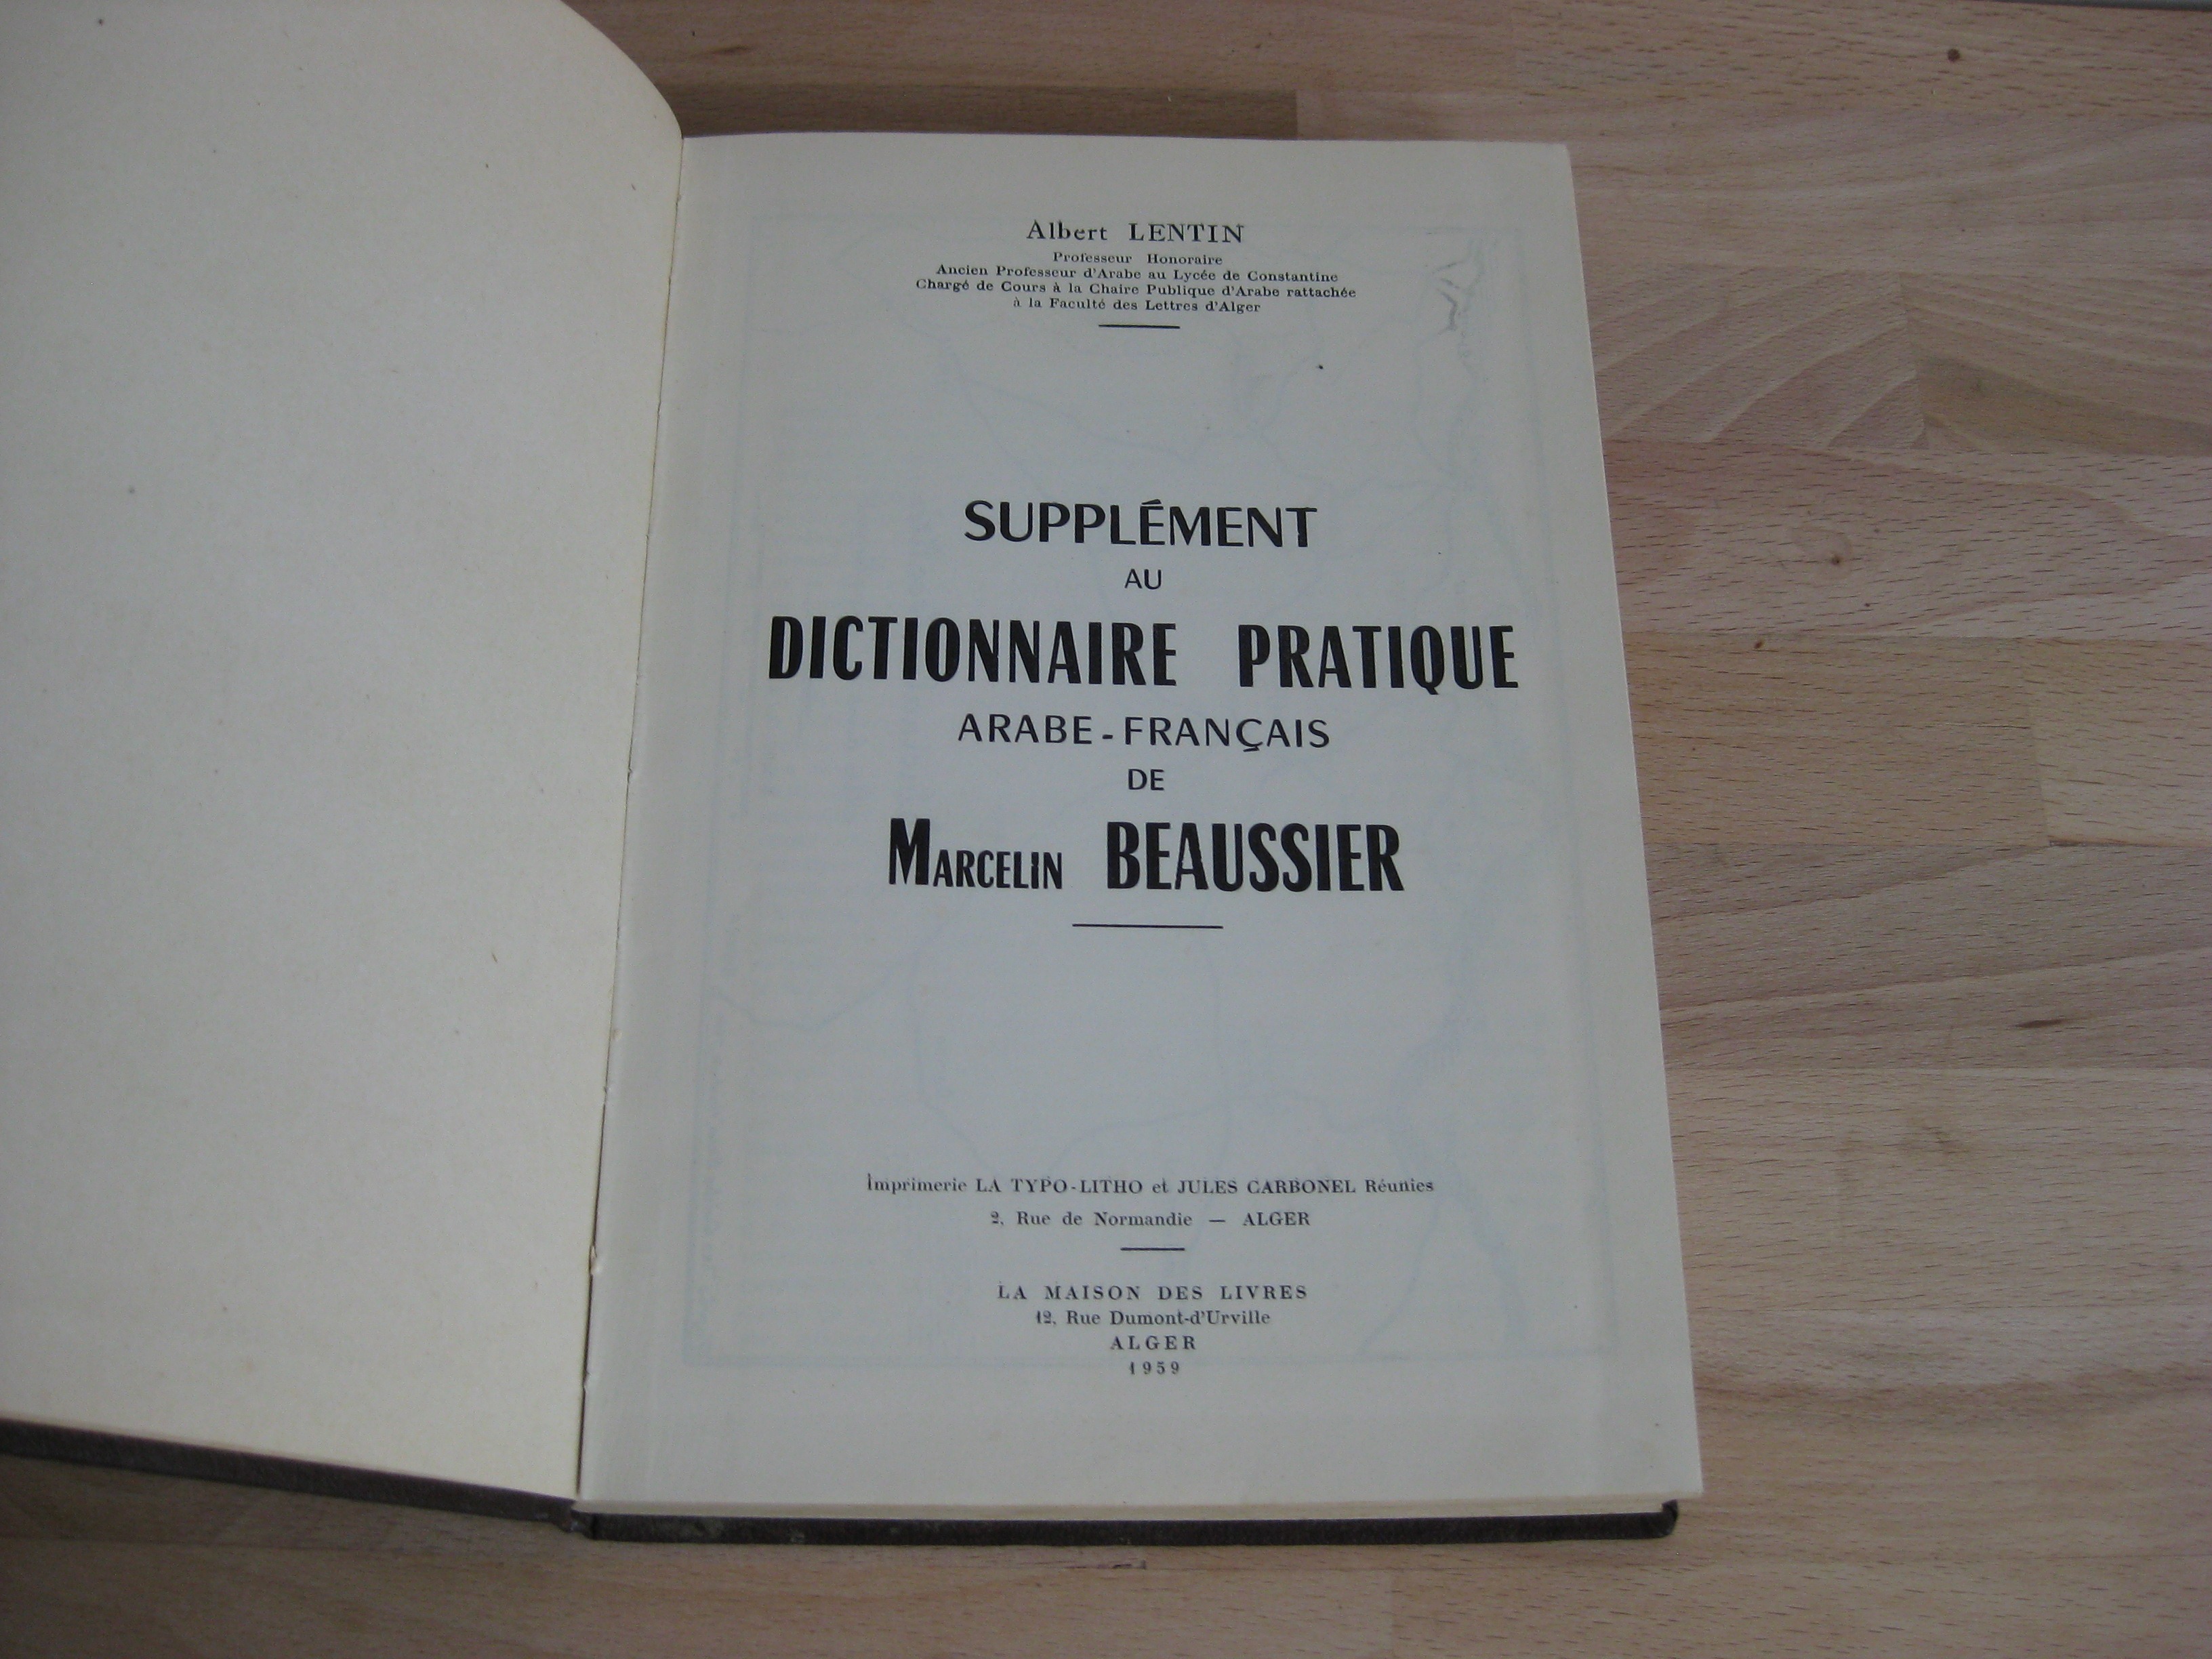 Albert LENTIN
Professeur Honoraire
Ancien Professeur d'Arabe au Lycée de Constantine
Chargé de Cours à la Chaire Publique d'Arabe rattachée
à la Faculté des Lettres d'Alger
SUPPLÉMENT
AU
DICTIONNAIRE PRATIQUE
ARABE-FRANÇAIS
DE
MARCELIN BEAUSSIER
Imprimerie LA TYPO-LITHO et JULES CARBONEL Réunies
2, Rue de Normandie — ALGER
LA MAISON DES LIVRES
12, Rue Dumont-d'Urville
ALGER
1959